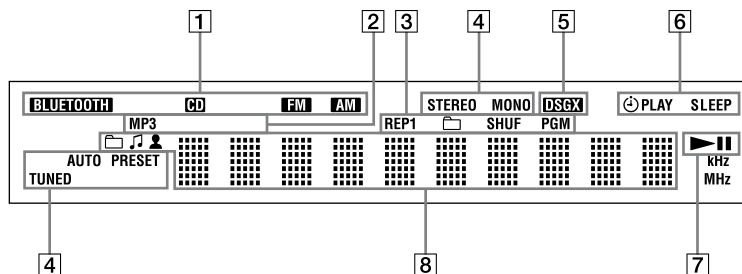 1 2 3 4 5 6
BLUETOOTH CD FM AM STEREO MONO DSGX PLAY SLEEP
MP3 REP1 SHUF PGM
AUTO PRESET kHz
TUNED MHz
4 8 7